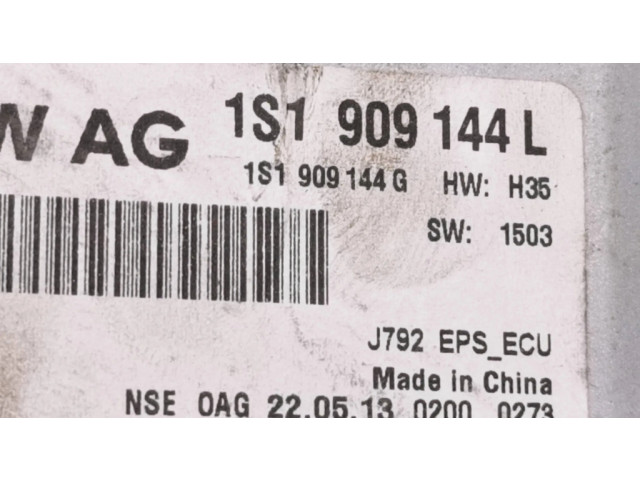 W AG 1S1 909 144 L
1S1 909 144 G HW: H35
SW: 1503
J792 EPS_ECU
Made in China
NSE OAG 22.05.13 0200 0273